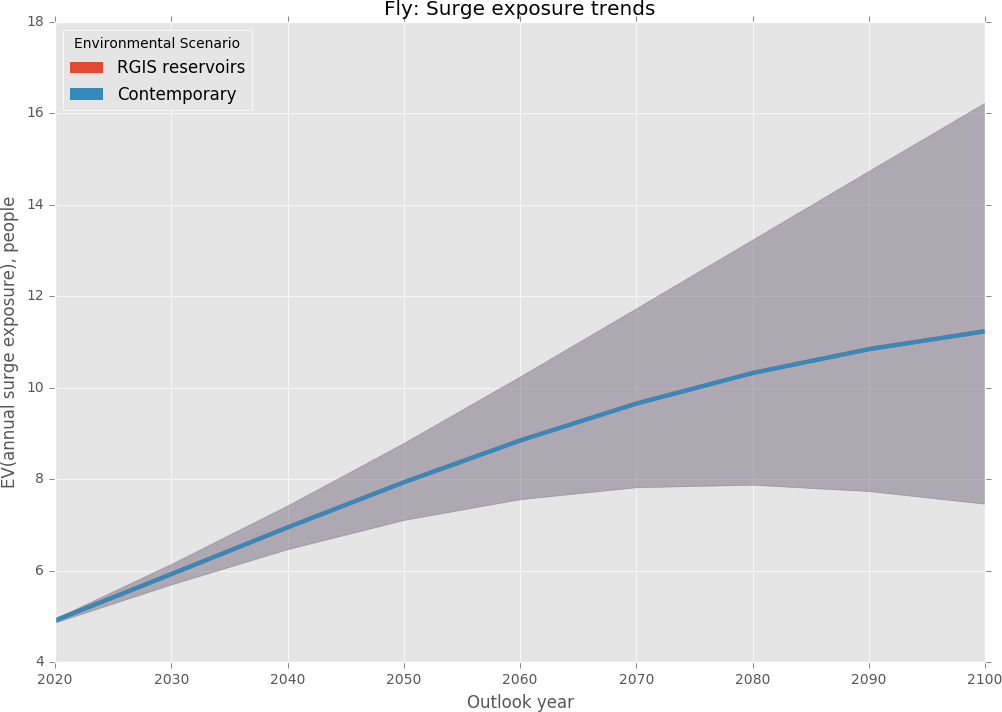 Fly: Surge exposure trends
Environmental Scenario
RGIS reservoirs
Contemporary
EV(annual surge exposure), people
18
16
14
12
10
8
6
4
2020 2030 2040 2050 2060 2070 2080 2090 2100
Outlook year